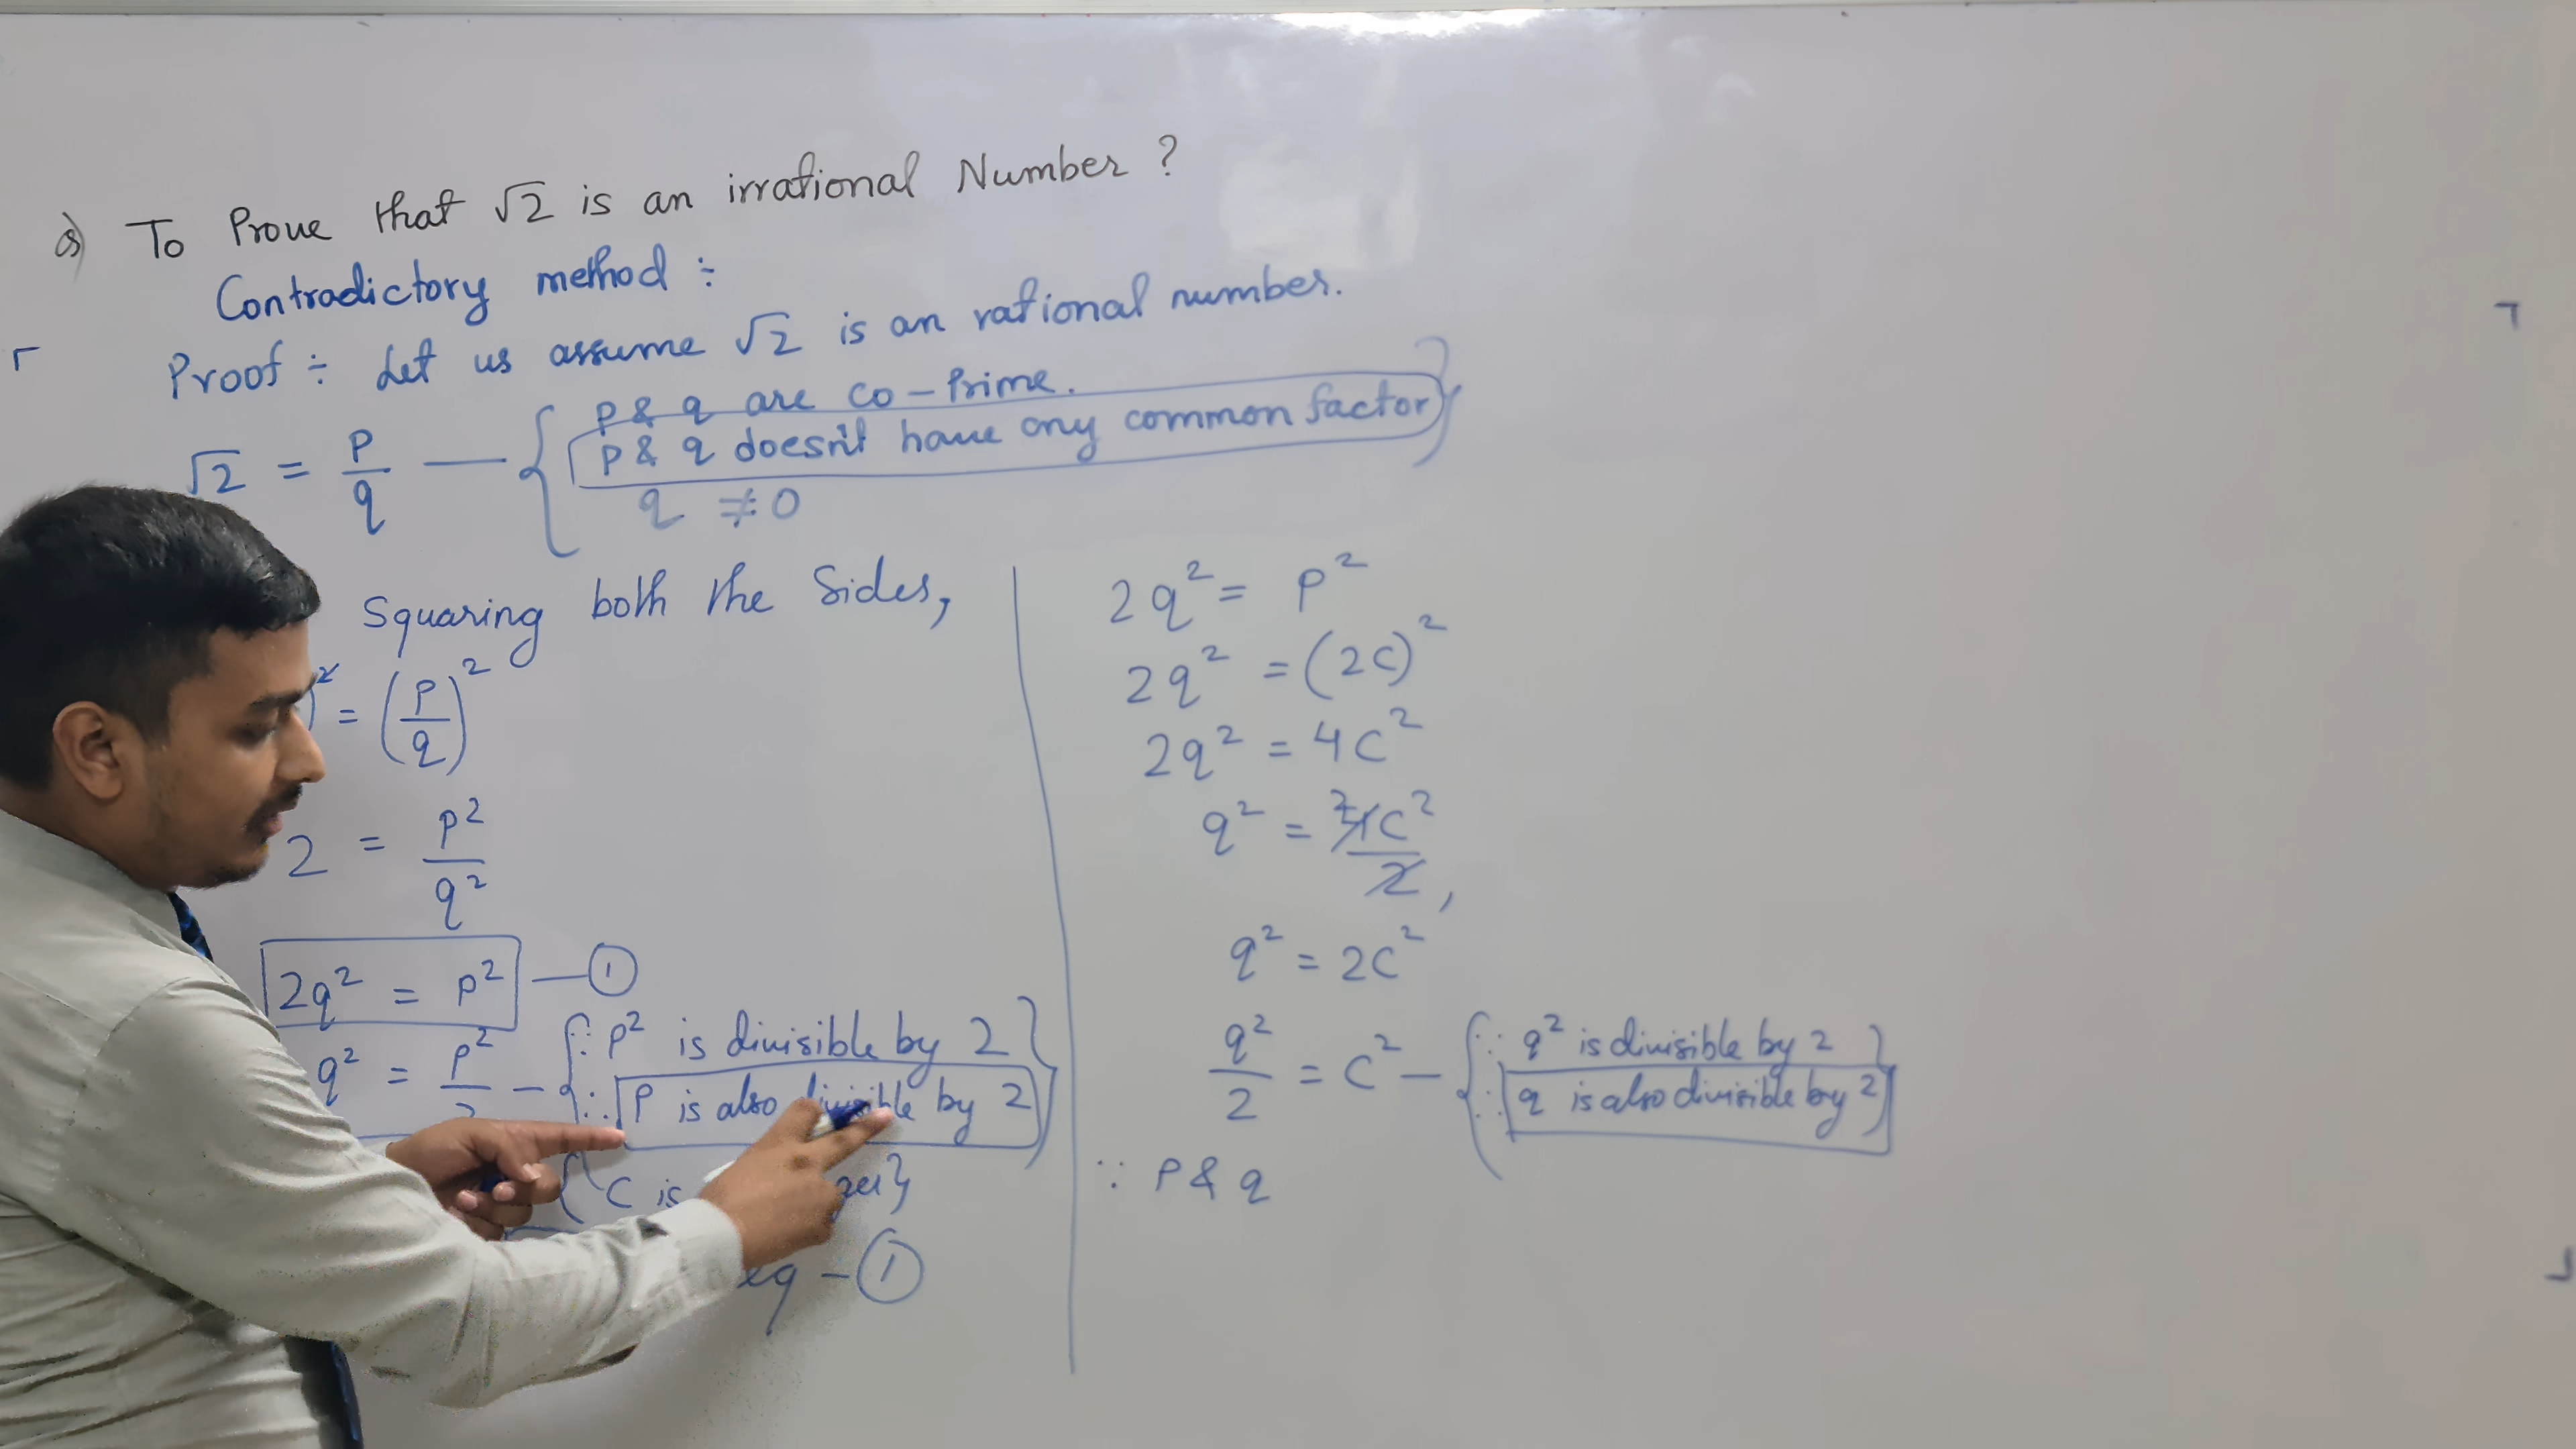 Q) To Prove that √2 is an irrational Number ?
Contradictory method ÷
Proof ÷ Let us assume √2 is an rational number.
√2 = p/q — { p & q are co-prime.
p & q doesn't have any common factor }
q ≠ 0
Squaring both the Sides,
)² = (p/q)²
2 = p²/q²
2q² = p² — ①
q² = p²/2 — { ∵ p² is divisible by 2
∴ p is also divisible by 2 }
{ C is }
eq - ①
2q² = p²
2q² = (2c)²
2q² = 4c²
q² = 4c²/2 ,
q² = 2c²
q²/2 = c² — { ∵ q² is divisible by 2
∴ q is also divisible by 2 }
∵ p & q